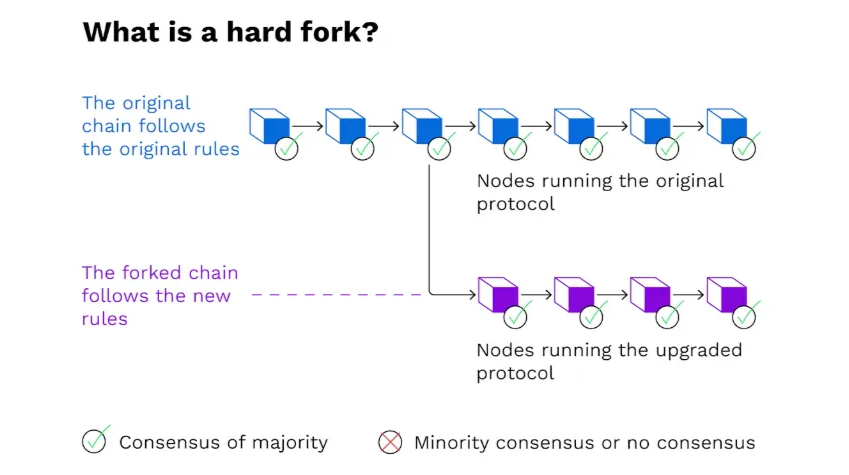 What is a hard fork?
The original
chain follows
the original rules
Nodes running the original
protocol
The forked chain
follows the new
rules
Nodes running the upgraded
protocol
Consensus of majority
Minority consensus or no consensus